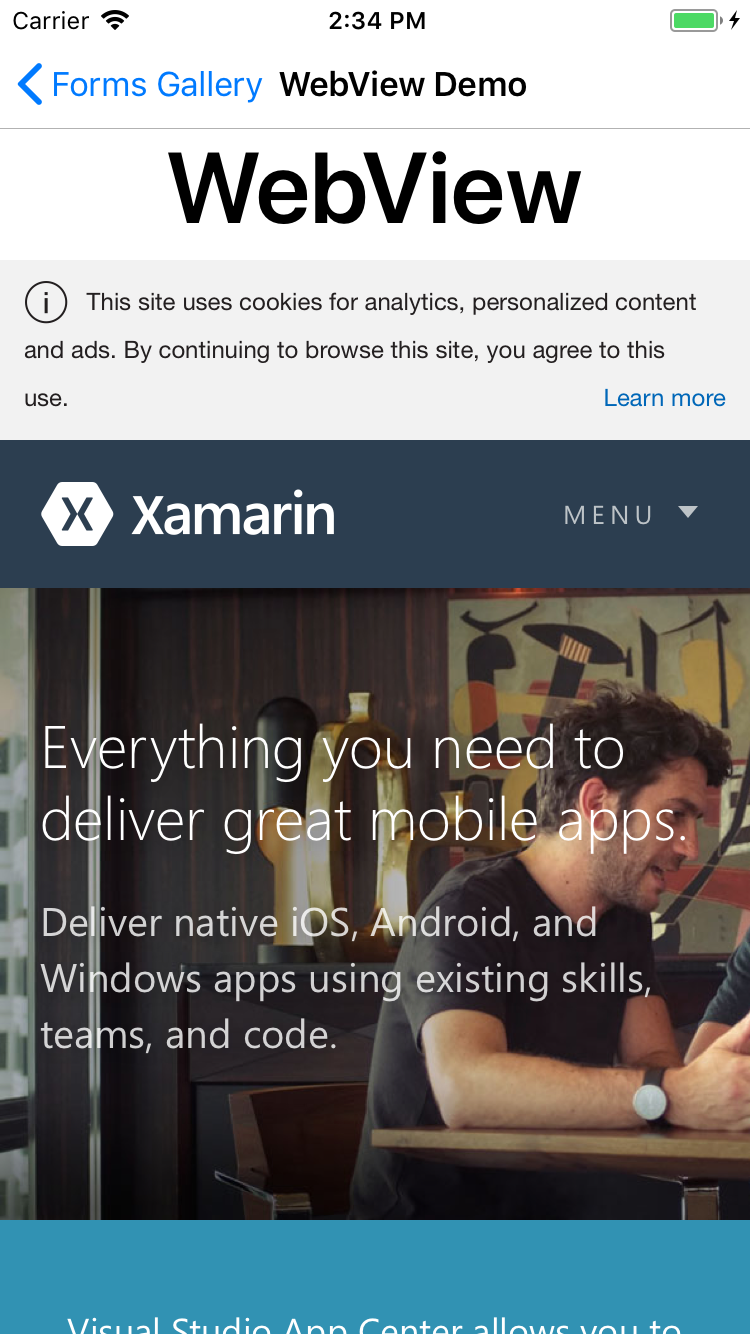 Carrier 2:34 PM
Forms Gallery WebView Demo
WebView
i This site uses cookies for analytics, personalized content
and ads. By continuing to browse this site, you agree to this
use. Learn more
X Xamarin MENU
Everything you need to
deliver great mobile apps.
Deliver native iOS, Android, and
Windows apps using existing skills,
teams, and code.
Visual Studio App Center allows you to